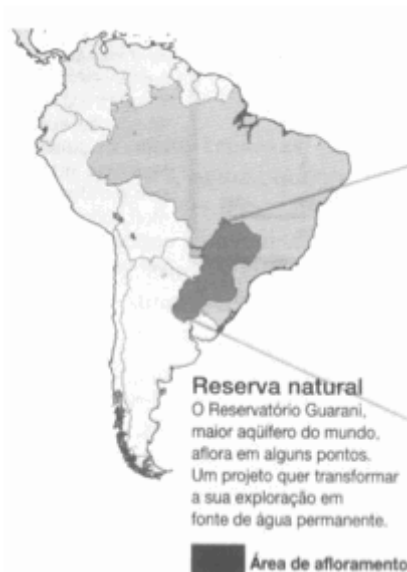 Reserva natural
O Reservatório Guarani,
maior aqüífero do mundo,
aflora em alguns pontos.
Um projeto quer transformar
a sua exploração em
fonte de água permanente.
Área de afloramento